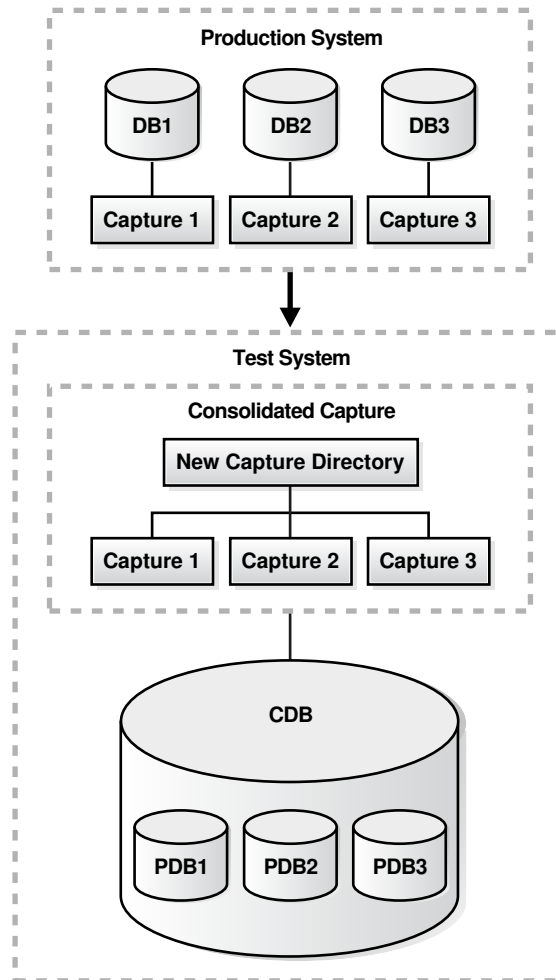 Production System
DB1
DB2
DB3
Capture 1
Capture 2
Capture 3
Test System
Consolidated Capture
New Capture Directory
Capture 1
Capture 2
Capture 3
CDB
PDB1
PDB2
PDB3